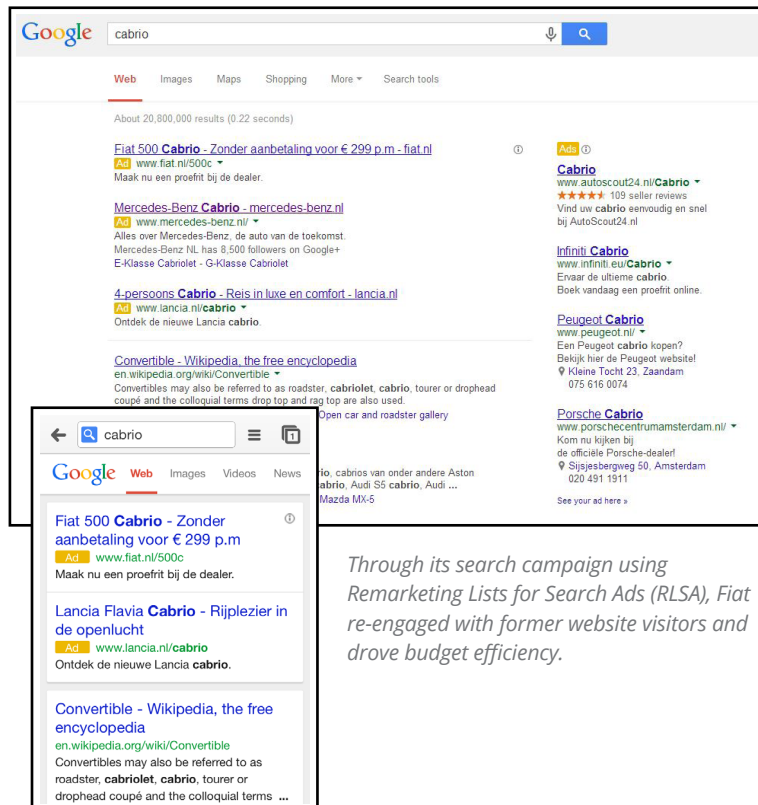 Google cabrio
Web Images Maps Shopping More Search tools
About 20,800,000 results (0.22 seconds)
Fiat 500 Cabrio - Zonder aanbetaling voor € 299 p.m - fiat.nl
Ad www.fiat.nl/500c
Maak nu een proefrit bij de dealer.
Mercedes-Benz Cabrio - mercedes-benz.nl
Ad www.mercedes-benz.nl/
Alles over Mercedes-Benz, de auto van de toekomst.
Mercedes-Benz NL has 8,500 followers on Google+
E-Klasse Cabriolet - G-Klasse Cabriolet
4-persoons Cabrio - Reis in luxe en comfort - lancia.nl
Ad www.lancia.nl/cabrio
Ontdek de nieuwe Lancia cabrio.
Convertible - Wikipedia, the free encyclopedia
en.wikipedia.org/wiki/Convertible
Convertibles may also be referred to as roadster, cabriolet, cabrio, tourer or drophead
coupé and the colloquial terms drop top and rag top are also used.
Open car and roadster gallery
rio, cabrios van onder andere Aston
abrio, Audi S5 cabrio, Audi ...
Mazda MX-5
Ads
Cabrio
www.autoscout24.nl/Cabrio
109 seller reviews
Vind uw cabrio eenvoudig en snel
bij AutoScout24.nl
Infiniti Cabrio
www.infiniti.eu/Cabrio
Ervaar de ultieme cabrio.
Boek vandaag een proefrit online.
Peugeot Cabrio
www.peugeot.nl/
Een Peugeot cabrio kopen?
Bekijk hier de Peugeot website!
Kleine Tocht 23, Zaandam
075 616 0074
Porsche Cabrio
www.porschecentrumamsterdam.nl/
Kom nu kijken bij
de officiële Porsche-dealer!
Sijsjesbergweg 50, Amsterdam
020 491 1911
See your ad here »
cabrio 1
Google Web Images Videos News
Fiat 500 Cabrio - Zonder
aanbetaling voor € 299 p.m
Ad www.fiat.nl/500c
Maak nu een proefrit bij de dealer.
Lancia Flavia Cabrio - Rijplezier in
de openlucht
Ad www.lancia.nl/cabrio
Ontdek de nieuwe Lancia cabrio.
Convertible - Wikipedia, the free
encyclopedia
en.wikipedia.org/wiki/Convertible
Convertibles may also be referred to as
roadster, cabriolet, cabrio, tourer or
drophead coupé and the colloquial terms ...
Through its search campaign using
Remarketing Lists for Search Ads (RLSA), Fiat
re-engaged with former website visitors and
drove budget efficiency.